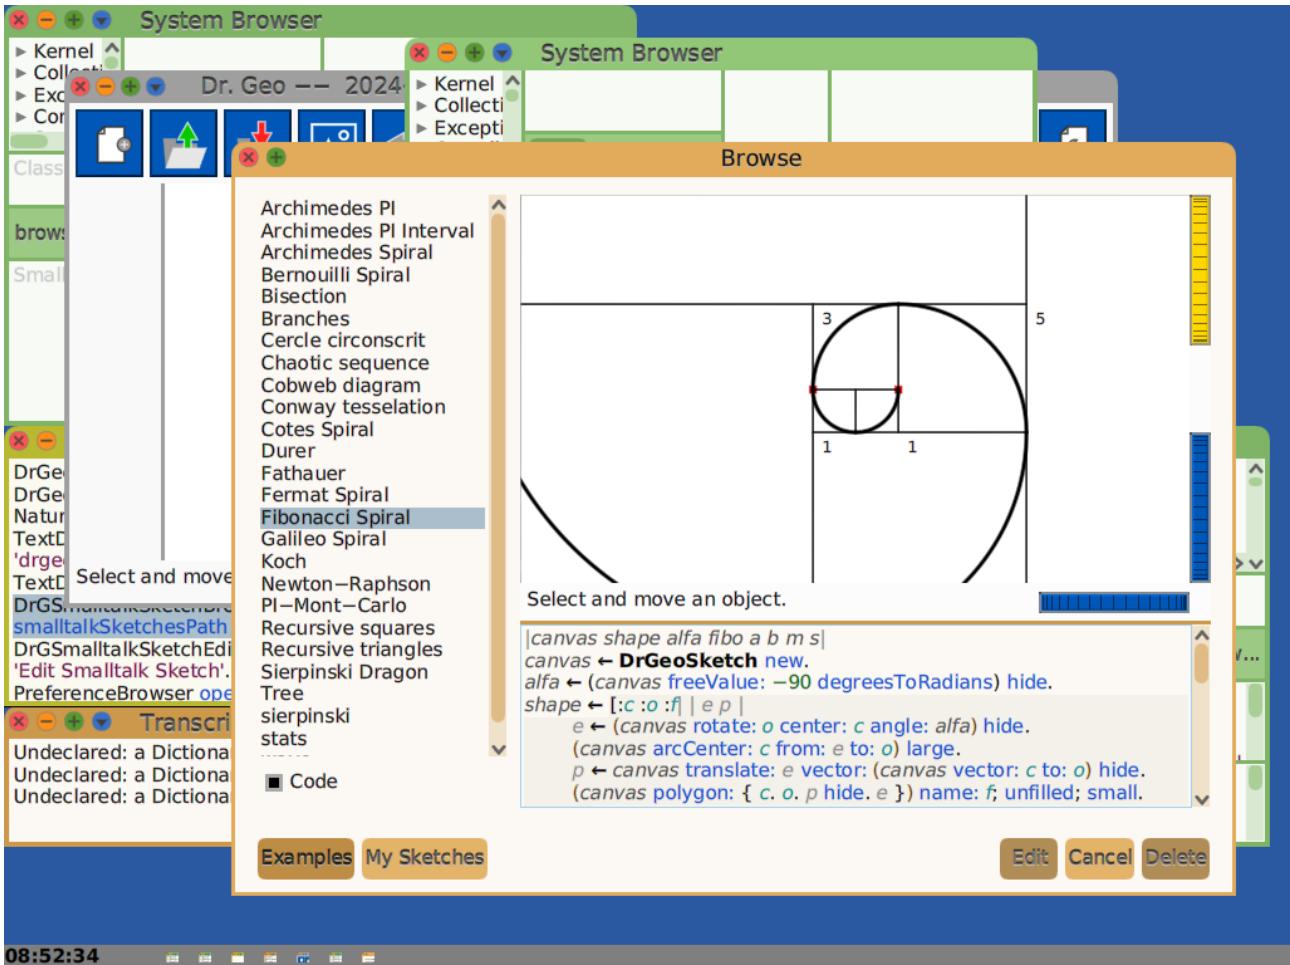 System Browser
System Browser
Kernel
Kernel
Collecti
Excepti
Dr. Geo −− 2024
Class
brows
Browse
Archimedes PI
Archimedes PI Interval
Archimedes Spiral
Bernouilli Spiral
Bisection
Branches
Cercle circonscrit
Chaotic sequence
Cobweb diagram
Conway tesselation
Cotes Spiral
Durer
Fathauer
Fermat Spiral
Fibonacci Spiral
Galileo Spiral
Koch
Newton−Raphson
PI−Mont−Carlo
Recursive squares
Recursive triangles
Sierpinski Dragon
Tree
sierpinski
stats
3
5
1 1
Select and move an object.
|canvas shape alfa fibo a b m s|
canvas ← DrGeoSketch new.
alfa ← (canvas freeValue: −90 degreesToRadians) hide.
shape ← [:c :o :f| | e p |
e ← (canvas rotate: o center: c angle: alfa) hide.
(canvas arcCenter: c from: e to: o) large.
p ← canvas translate: e vector: (canvas vector: c to: o) hide.
(canvas polygon: { c. o. p hide. e }) name: f; unfilled; small.
Code
Examples My Sketches Edit Cancel Delete
Select and move
DrGe
DrGe
Natur
TextD
'drge
TextD
smalltalkSketchesPath
DrGSmalltalkSketchEdi
'Edit Smalltalk Sketch'.
PreferenceBrowser ope
Transcri
Undeclared: a Dictiona
Undeclared: a Dictiona
Undeclared: a Dictiona
08:52:34